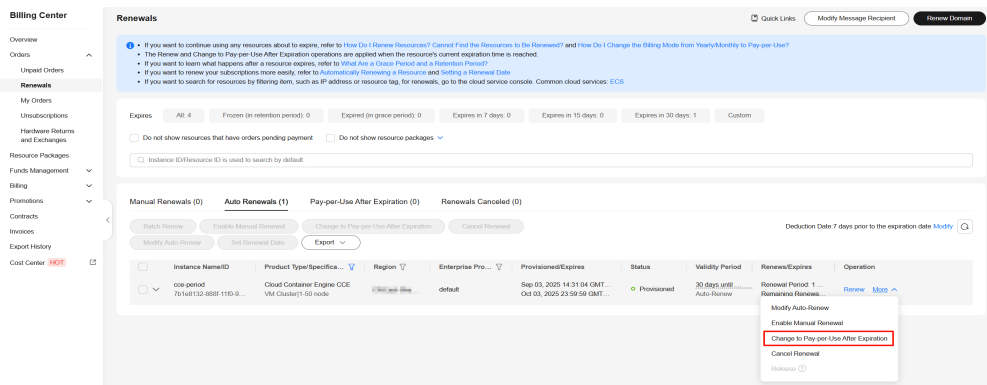 Billing Center
Overview
Orders
Unpaid Orders
Renewals
My Orders
Unsubscriptions
Hardware Returns
and Exchanges
Resource Packages
Funds Management
Billing
Promotions
Contracts
Invoices
Export History
Cost Center HOT
Renewals
Quick Links
Modify Message Recipient
Renew Domain
• If you want to continue using any resources about to expire, refer to How Do I Renew Resources? Cannot Find the Resources to Be Renewed? and How Do I Change the Billing Mode from Yearly/Monthly to Pay-per-Use?
• The Renew and Change to Pay-per-Use After Expiration operations are applied when the resource's current expiration time is reached.
• If you want to learn what happens after a resource expires, refer to What Are a Grace Period and a Retention Period?
• If you want to renew your subscriptions more easily, refer to Automatically Renewing a Resource and Setting a Renewal Date
• If you want to search for resources by filtering item, such as IP address or resource tag, for renewals, go to the cloud service console. Common cloud services: ECS
Expires All: 4 Frozen (in retention period): 0 Expired (in grace period): 0 Expires in 7 days: 0 Expires in 15 days: 0 Expires in 30 days: 1 Custom
Do not show resources that have orders pending payment Do not show resource packages
Instance ID/Resource ID is used to search by default.
Manual Renewals (0) Auto Renewals (1) Pay-per-Use After Expiration (0) Renewals Canceled (0)
Batch Renew Enable Manual Renewal Change to Pay-per-Use After Expiration Cancel Renewal
Deduction Date:7 days prior to the expiration date Modify
Modify Auto-Renew Set Renewal Date Export
Instance Name/ID Product Type/Specifica... Region Enterprise Pro... Provisioned/Expires Status Validity Period Renews/Expires Operation
cce-period Cloud Container Engine CCE default Sep 03, 2025 14:31:04 GMT... Provisioned 30 days until ... Renewal Period: 1 ... Renew More
7b1e8132-888f-11f0-9... VM Cluster|1-50 node Oct 03, 2025 23:59:59 GMT... Auto-Renew Remaining Renewa...
Modify Auto-Renew
Enable Manual Renewal
Change to Pay-per-Use After Expiration
Cancel Renewal
Release